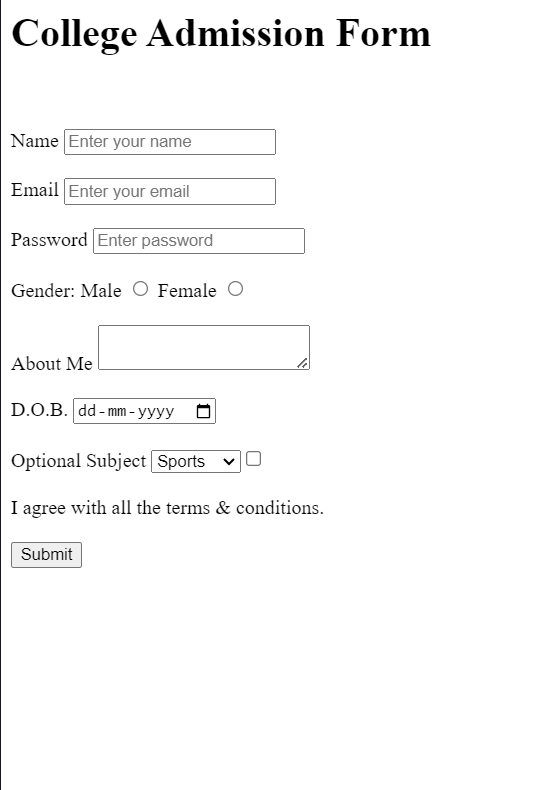 College Admission Form
Name Enter your name
Email Enter your email
Password Enter password
Gender: Male Female
About Me
D.O.B. dd-mm-yyyy
Optional Subject Sports
I agree with all the terms & conditions.
Submit